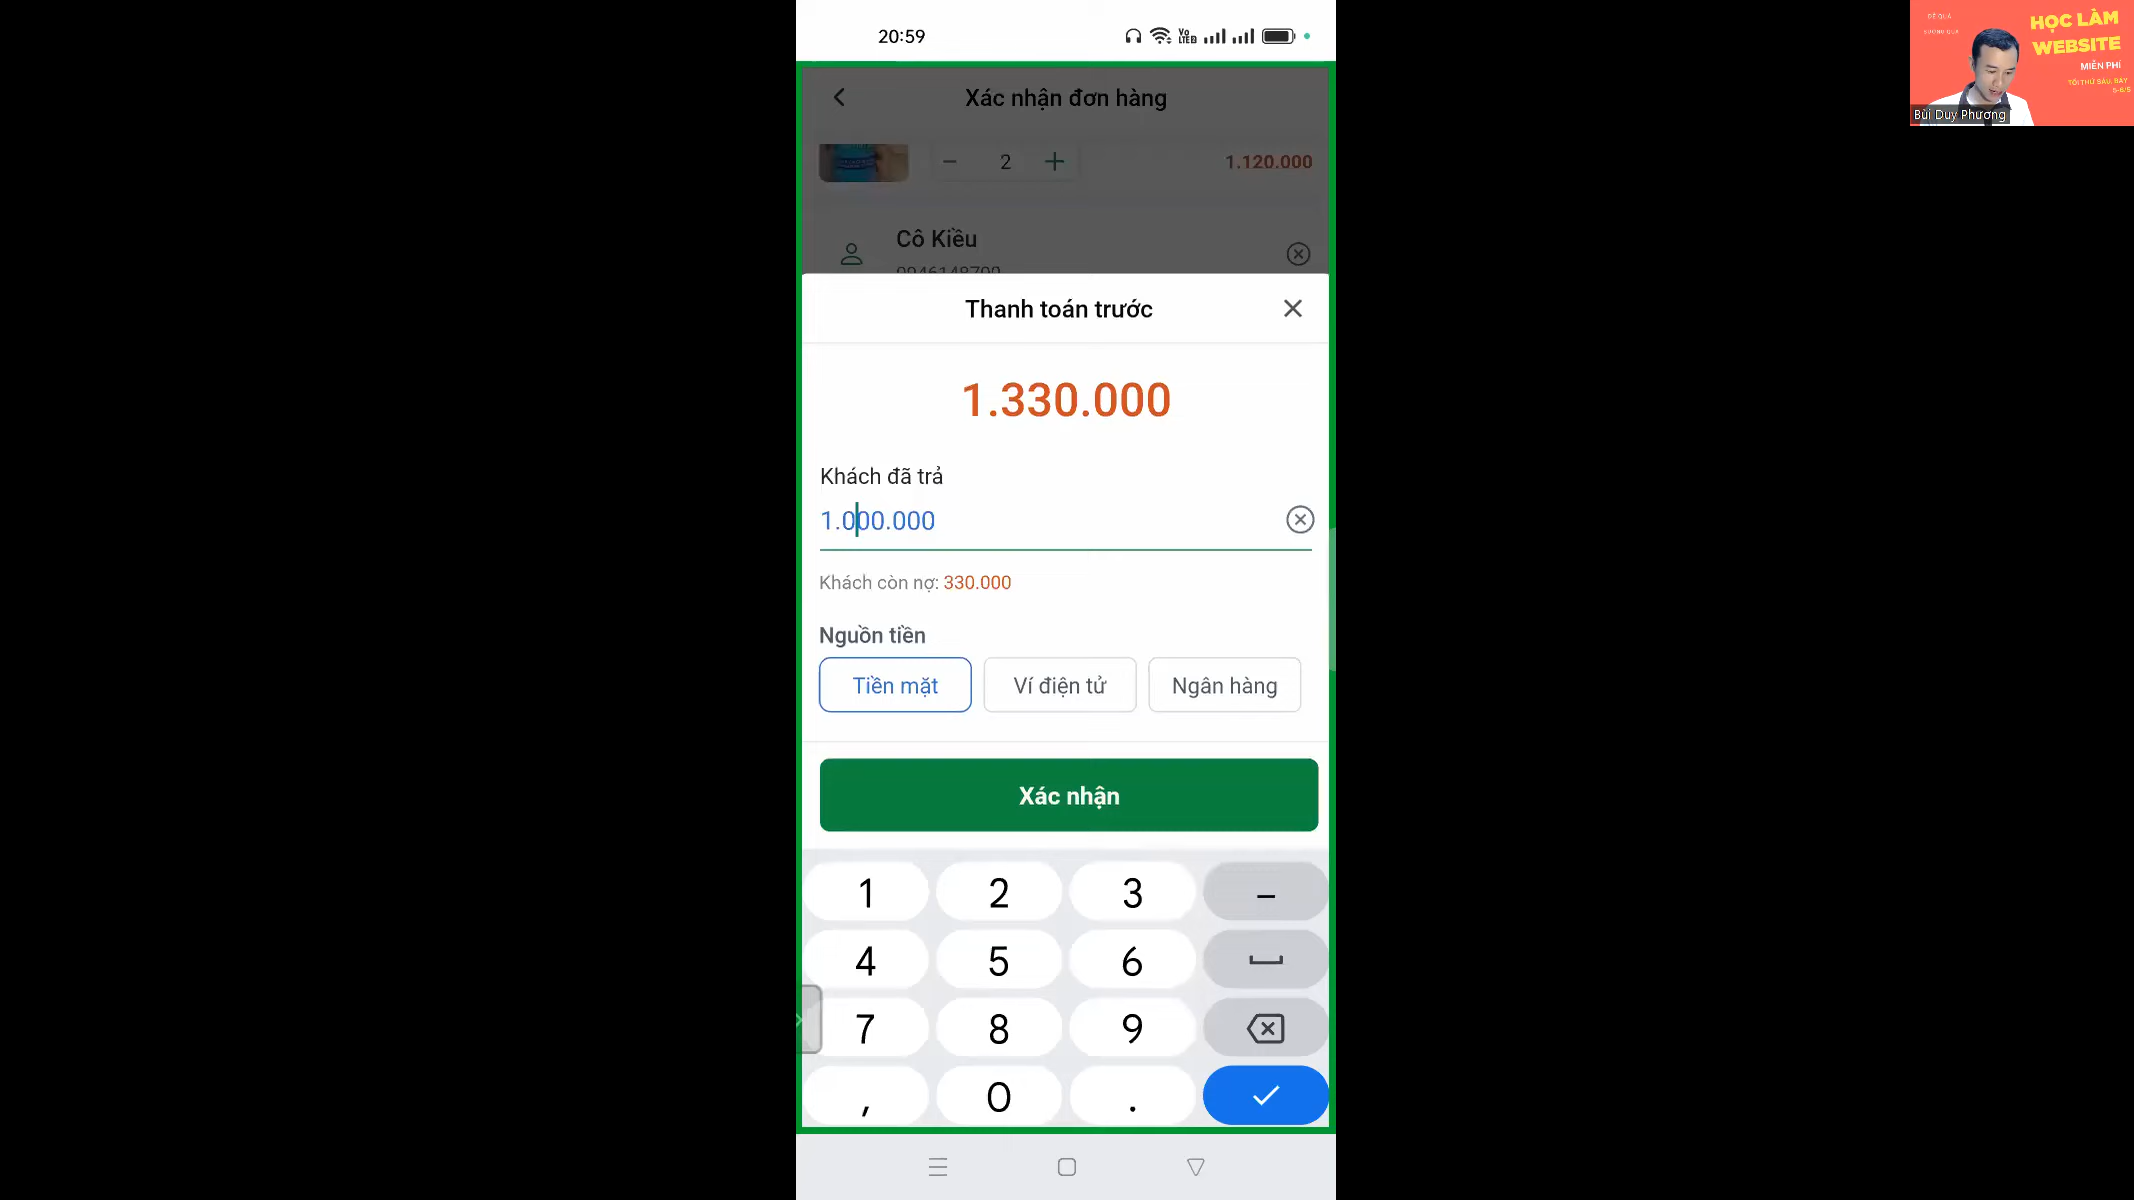 20:59
Xác nhận đơn hàng
2
1.120.000
Cô Kiều
0946148700
Thanh toán trước
1.330.000
Khách đã trả
1.000.000
Khách còn nợ: 330.000
Nguồn tiền
Tiền mặt
Ví điện tử
Ngân hàng
Xác nhận
1 2 3 –
4 5 6
7 8 9
, 0 .
HỌC LÀM
WEBSITE
MIỄN PHÍ
TỐI THỨ SÁU, BẢY
Bùi Duy Phương